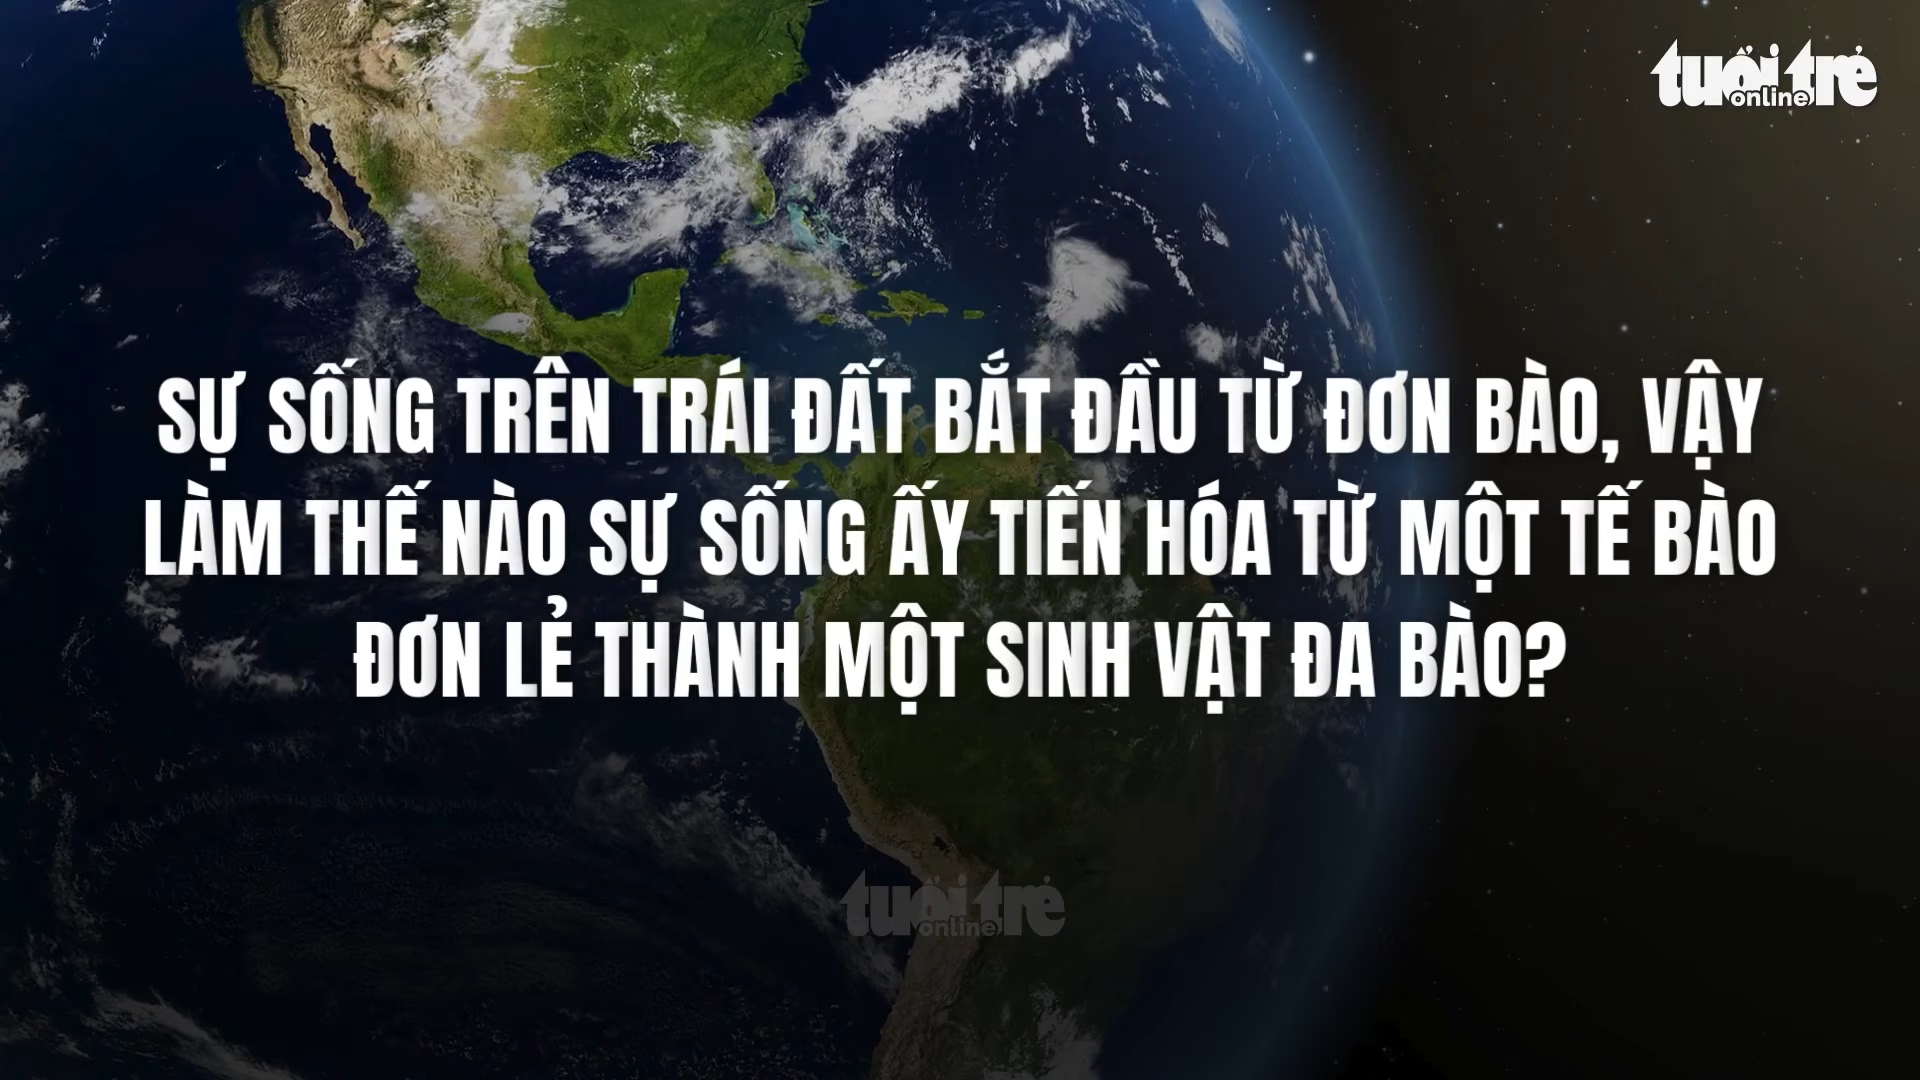 tuổi trẻ
online
SỰ SỐNG TRÊN TRÁI ĐẤT BẮT ĐẦU TỪ ĐƠN BÀO, VẬY
LÀM THẾ NÀO SỰ SỐNG ẤY TIẾN HÓA TỪ MỘT TẾ BÀO
ĐƠN LẺ THÀNH MỘT SINH VẬT ĐA BÀO?
tuổi trẻ
online